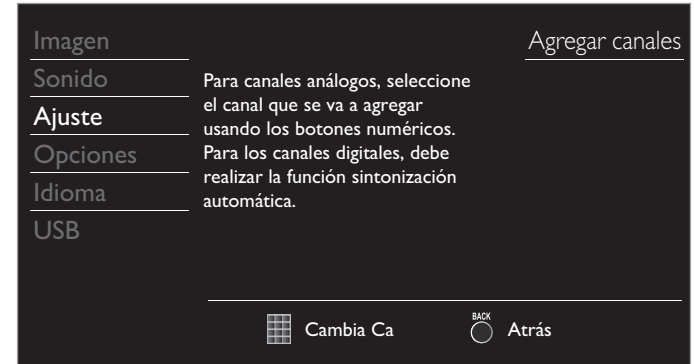 Imagen
Sonido
Ajuste
Opciones
Idioma
USB
Agregar canales
Para canales análogos, seleccione
el canal que se va a agregar
usando los botones numéricos.
Para los canales digitales, debe
realizar la función sintonización
automática.
Cambia Ca
BACK
Atrás